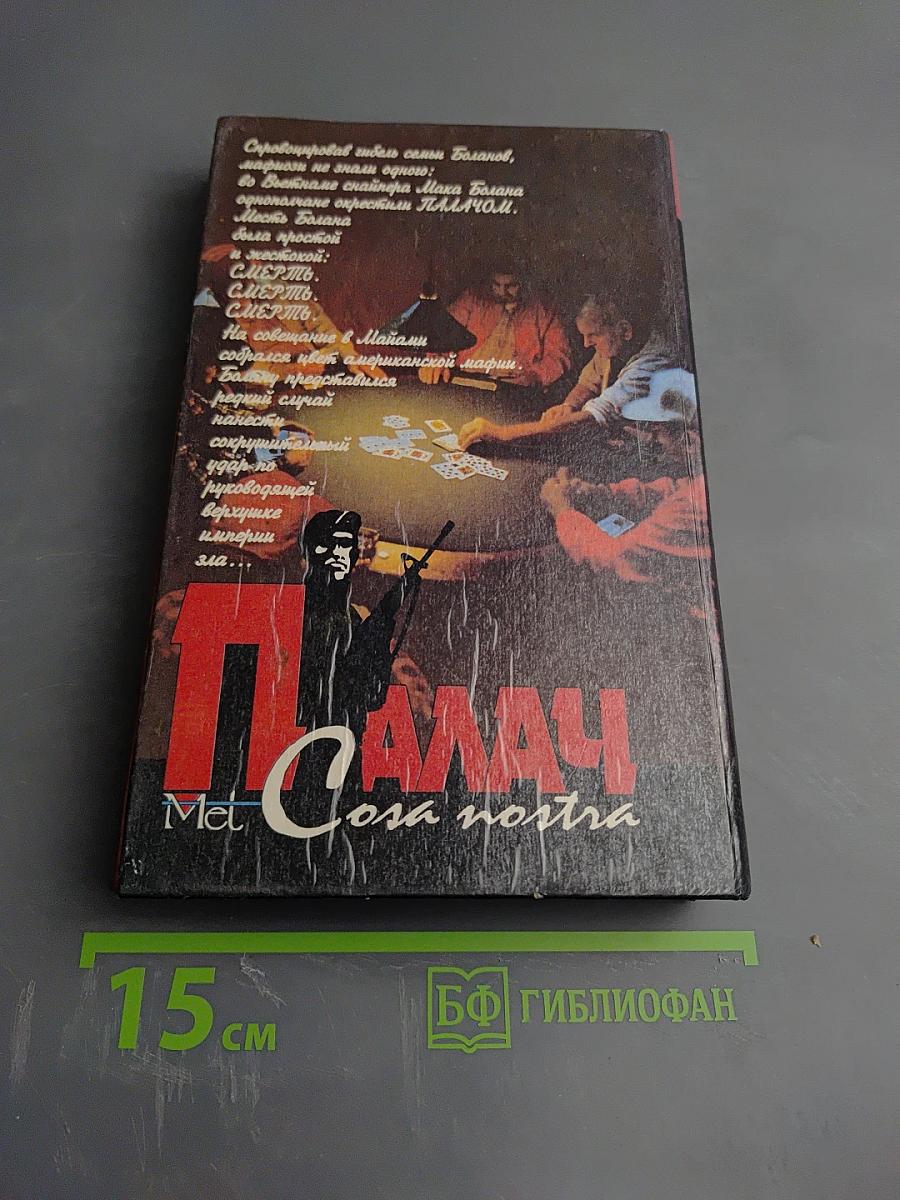 Спровоцировав гибель семьи Боланов,
мафиози не знали одного:
во Вьетнаме снайпера Мака Болана
однополчане окрестили ПАЛАЧОМ.
Месть Болана
была простой
и жестокой:
СМЕРТЬ.
СМЕРТЬ.
СМЕРТЬ.
На совещание в Майами
собрался цвет американской мафии.
Болану представился
редкий случай
нанести
сокрушительный
удар по
руководящей
верхушке
империи
зла...
ПАЛАЧ
Met Cosa nostra
15 см
БФ ГИБЛИОФАН